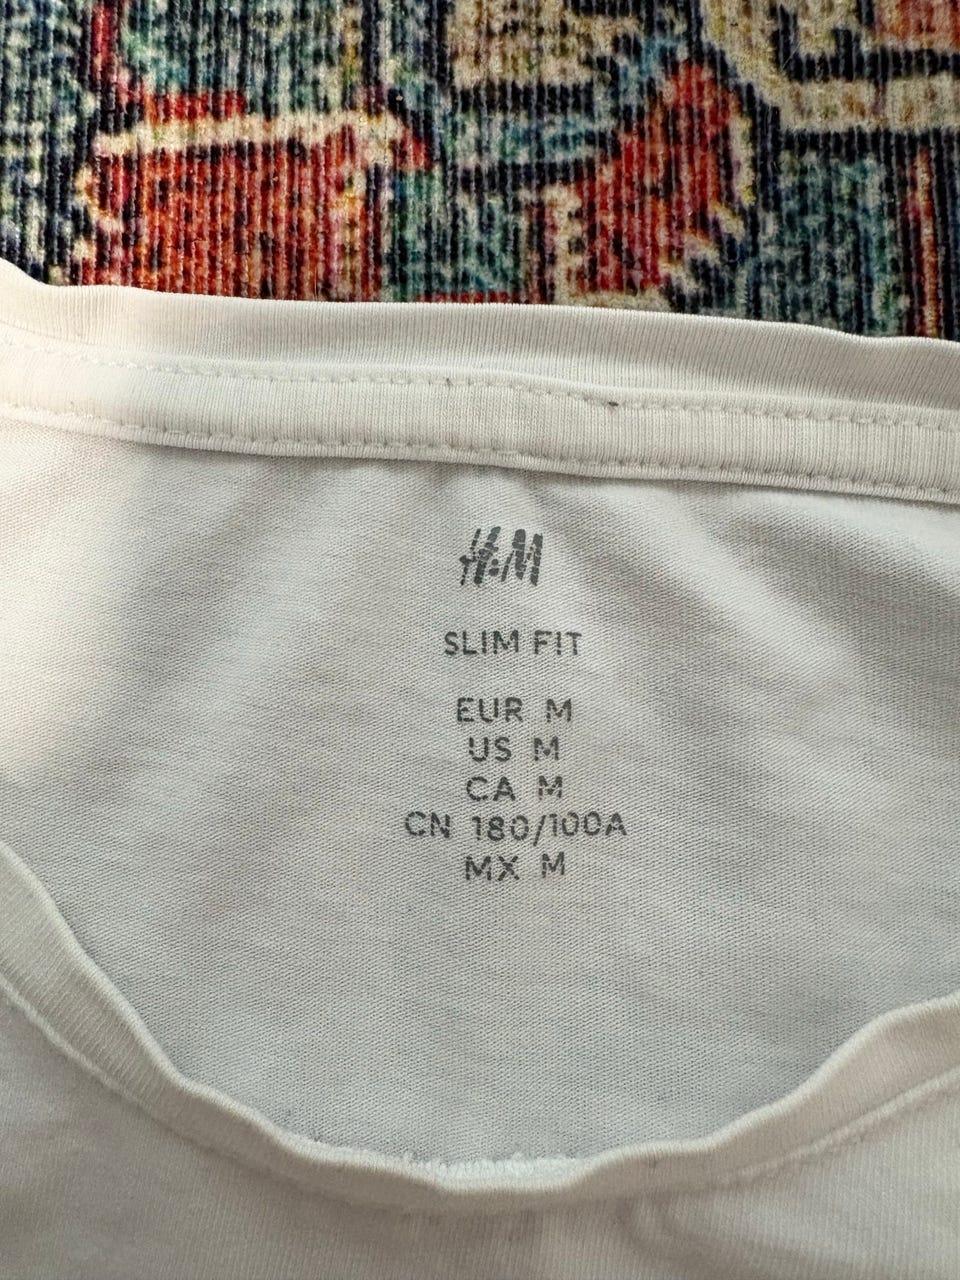 H&M
SLIM FIT
EUR M
US M
CA M
CN 180/100A
MX M